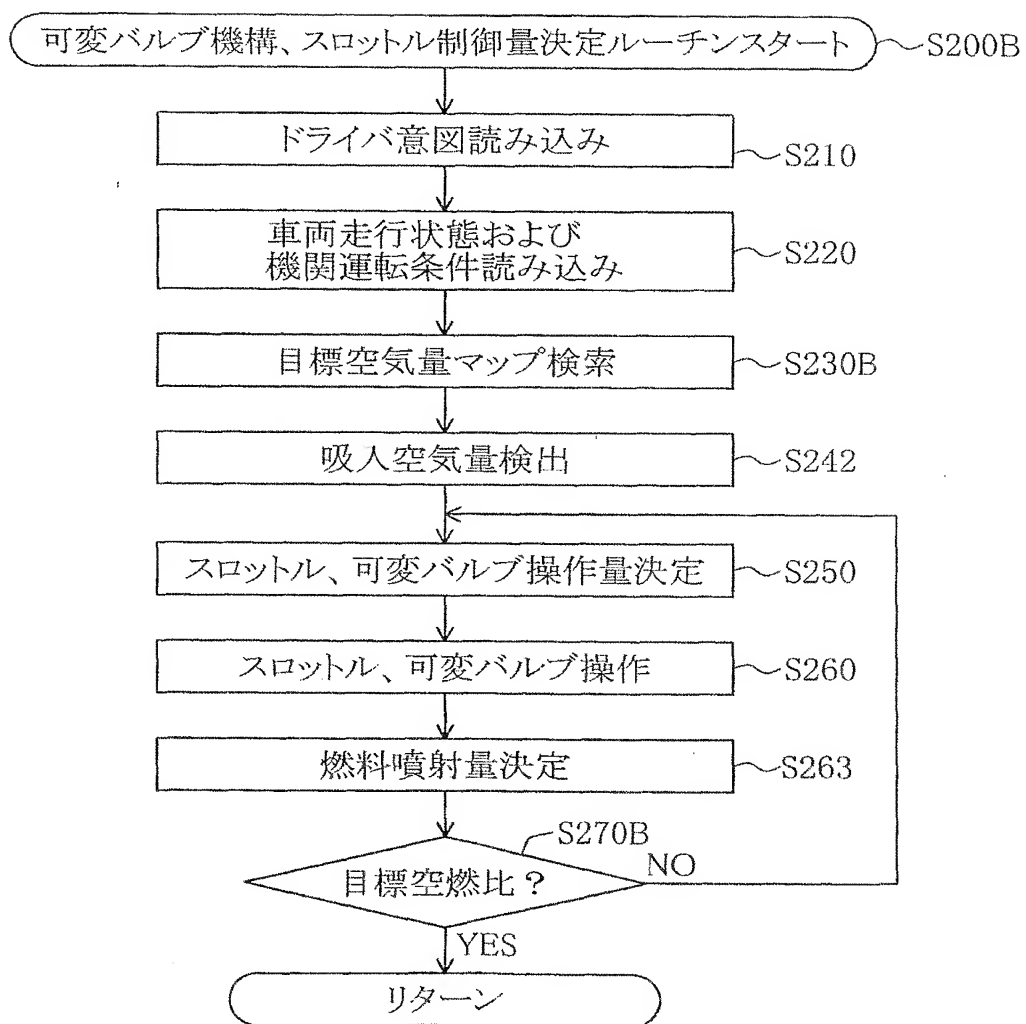 可変バルブ機構、スロットル制御量決定ルーチンスタート
S200B
ドライバ意図読み込み
S210
車両走行状態および
機関運転条件読み込み
S220
目標空気量マップ検索
S230B
吸入空気量検出
S242
スロットル、可変バルブ操作量決定
S250
スロットル、可変バルブ操作
S260
燃料噴射量決定
S263
S270B
目標空燃比?
NO
YES
リターン